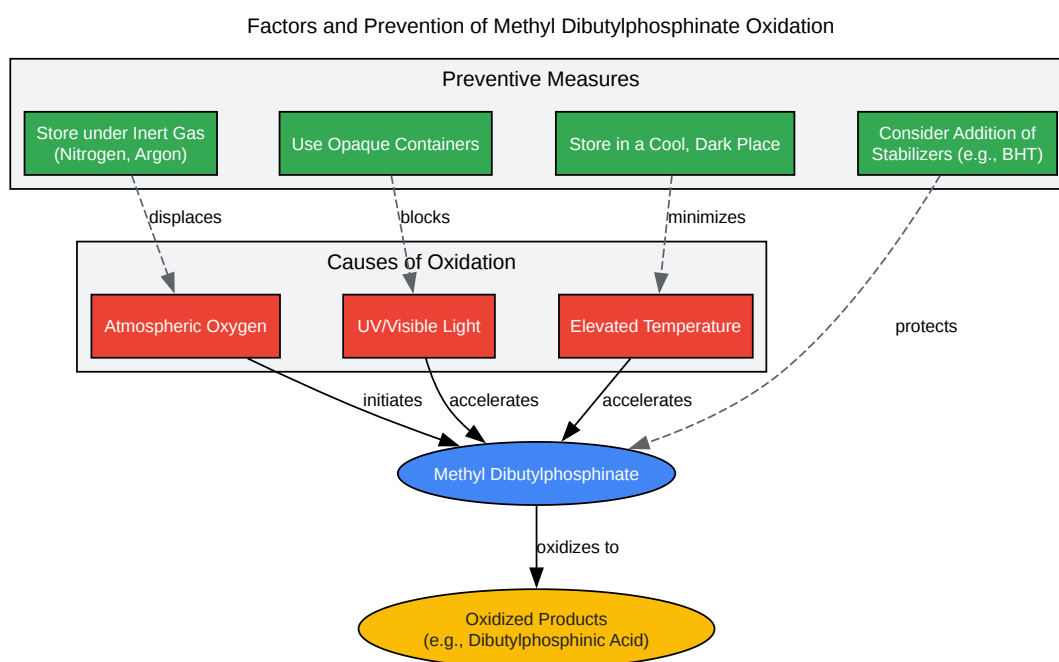 Factors and Prevention of Methyl Dibutylphosphinate Oxidation
Preventive Measures
Store under Inert Gas
(Nitrogen, Argon)
Use Opaque Containers
Store in a Cool, Dark Place
Consider Addition of
Stabilizers (e.g., BHT)
displaces
blocks
minimizes
protects
Causes of Oxidation
Atmospheric Oxygen
UV/Visible Light
Elevated Temperature
initiates
accelerates
accelerates
Methyl Dibutylphosphinate
oxidizes to
Oxidized Products
(e.g., Dibutylphosphinic Acid)